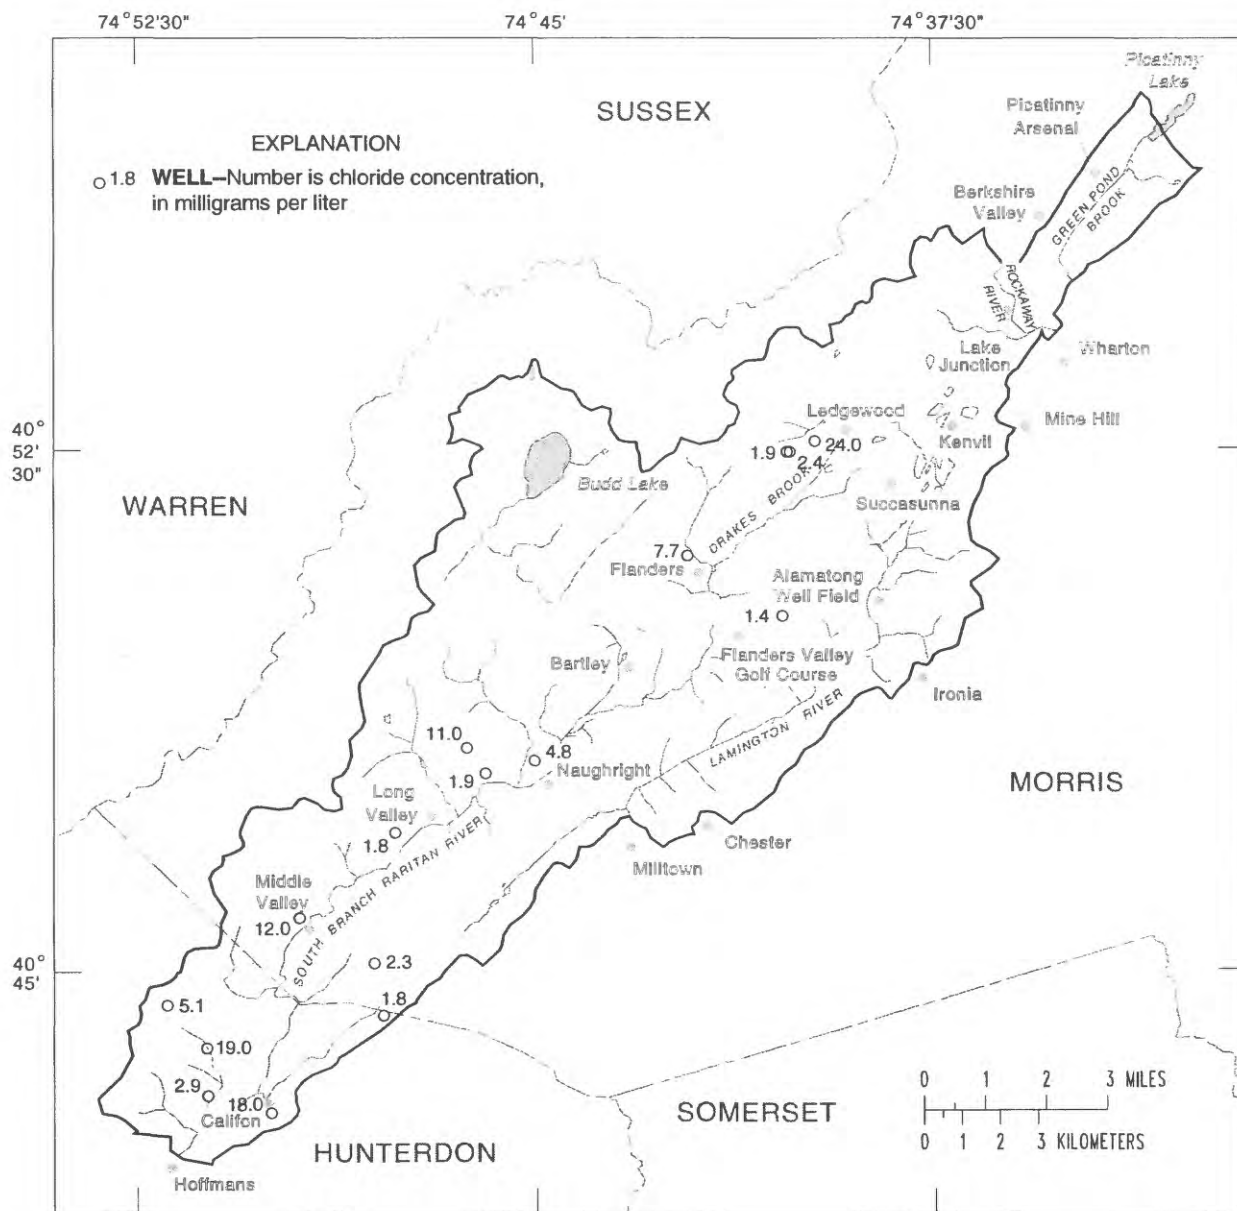 74°52'30"
74°45'
74°37'30"
Picatinny
Lake
SUSSEX
Picatinny
Arsenal
EXPLANATION
1.8 WELL–Number is chloride concentration,
in milligrams per liter
Berkshire
Valley
GREEN POND
BROOK
ROCKAWAY
RIVER
Lake
Junction
Wharton
Ledgewood
Mine Hill
Kenvil
40°
52'
30"
1.9
2.4
24.0
Budd Lake
WARREN
DRAKES BROOK
Succasunna
7.7
Flanders
Alamatong
Well Field
1.4
Bartley
Flanders Valley
Golf Course
Ironia
LAMINGTON RIVER
11.0
4.8
1.9
Naughright
MORRIS
Long
Valley
1.8
Chester
Milltown
SOUTH BRANCH RARITAN RIVER
Middle
Valley
12.0
40°
45'
2.3
5.1
1.8
19.0
2.9
18.0
Califon
0 1 2 3 MILES
0 1 2 3 KILOMETERS
SOMERSET
HUNTERDON
Hoffmans